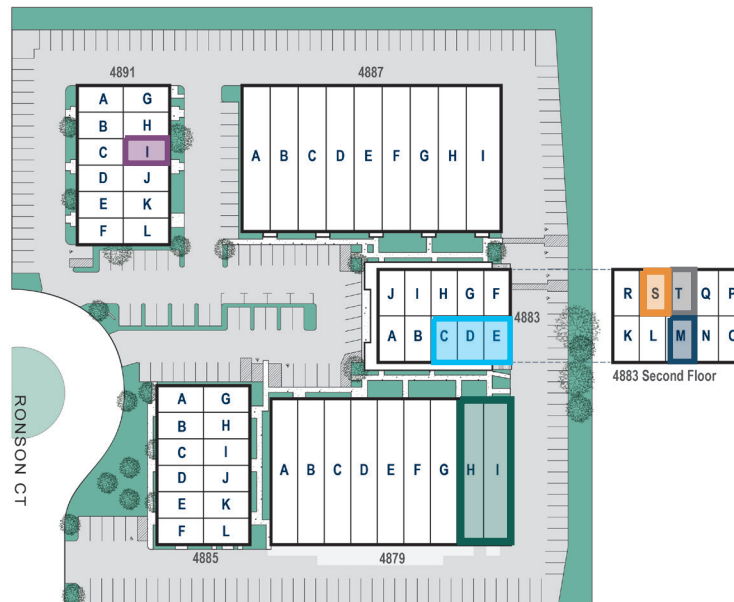 4891
4887
A G
B H
C I
D J
E K
F L
A B C D E F G H I
J I H G F
A B C D E
4883
R S T Q P
K L M N O
4883 Second Floor
RONSON CT
A G
B H
C I
D J
E K
F L
A B C D E F G H I
4885
4879